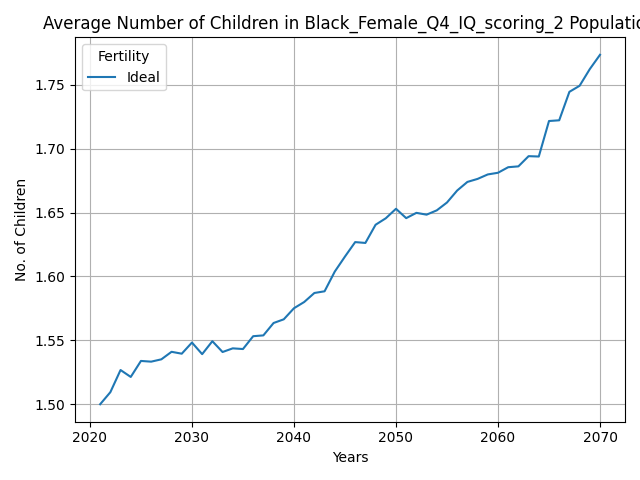 Average Number of Children in Black_Female_Q4_IQ_scoring_2 Populatio
Fertility
Ideal
No. of Children
1.75
1.70
1.65
1.60
1.55
1.50
2020 2030 2040 2050 2060 2070
Years